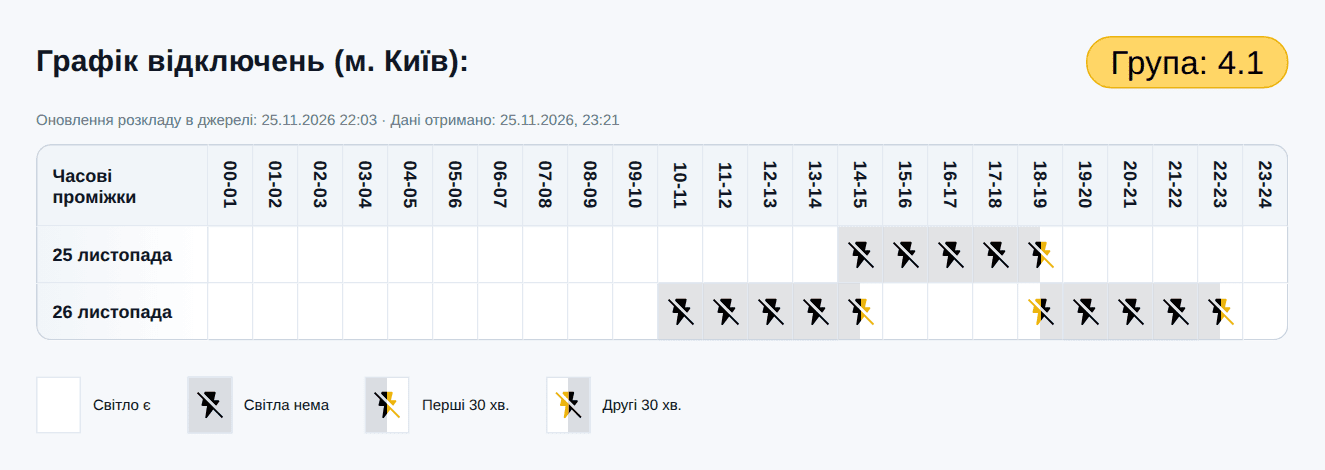 Графік відключень (м. Київ):
Група: 4.1
Оновлення розкладу в джерелі: 25.11.2026 22:03 · Дані отримано: 25.11.2026, 23:21
Часові
проміжки
00-01
01-02
02-03
03-04
04-05
05-06
06-07
07-08
08-09
09-10
10-11
11-12
12-13
13-14
14-15
15-16
16-17
17-18
18-19
19-20
20-21
21-22
22-23
23-24
25 листопада
26 листопада
Світло є
Світла нема
Перші 30 хв.
Другі 30 хв.